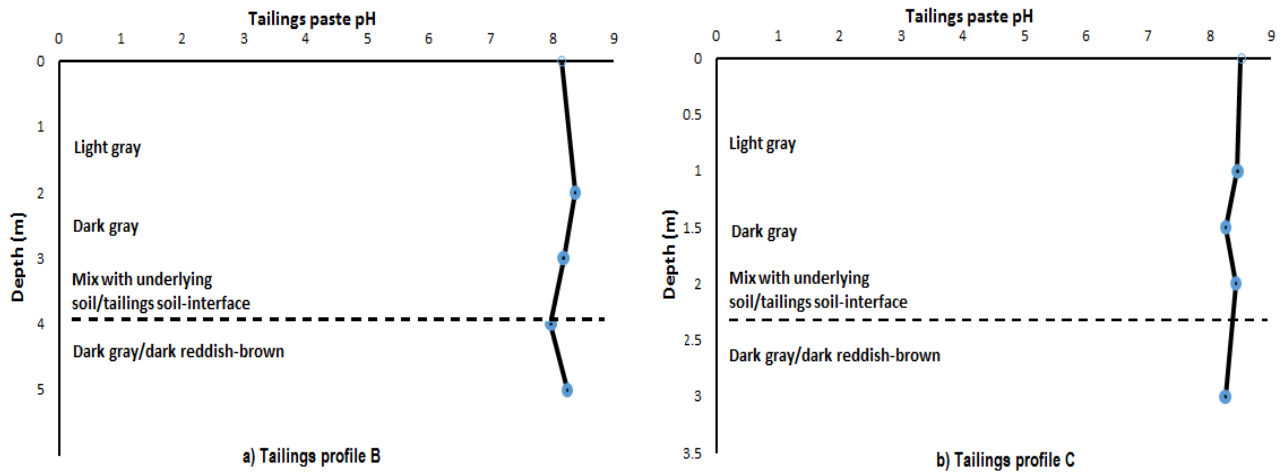 Tailings paste pH
0 1 2 3 4 5 6 7 8 9
0
1
2
3
4
5
Depth (m)
Light gray
Dark gray
Mix with underlying
soil/tailings soil-interface
Dark gray/dark reddish-brown
a) Tailings profile B
Tailings paste pH
0 1 2 3 4 5 6 7 8 9
0
0.5
1
1.5
2
2.5
3
3.5
Depth (m)
Light gray
Dark gray
Mix with underlying
soil/tailings soil-interface
Dark gray/dark reddish-brown
b) Tailings profile C